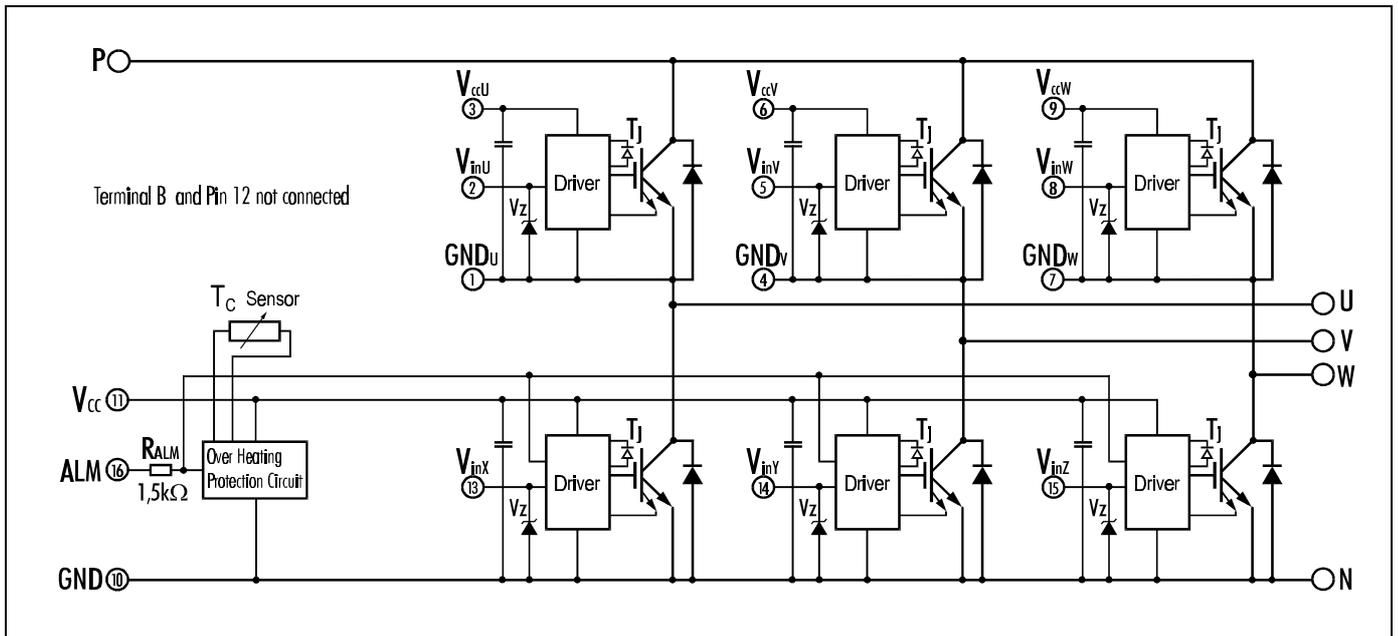 P
VccU
③
VccV
⑥
VccW
⑨
Tj
Tj
Tj
VinU
②
VinV
⑤
VinW
⑧
Driver
Driver
Driver
Terminal B and Pin 12 not connected
Vz
Vz
Vz
GNDU
①
GNDV
④
GNDW
⑦
TC Sensor
U
V
W
VCC ⑪
Tj
Tj
Tj
RALM
ALM ⑯
1,5kΩ
Over Heating
Protection Circuit
VinX
⑬
VinY
⑭
VinZ
⑮
Driver
Driver
Driver
Vz
Vz
Vz
GND ⑩
N